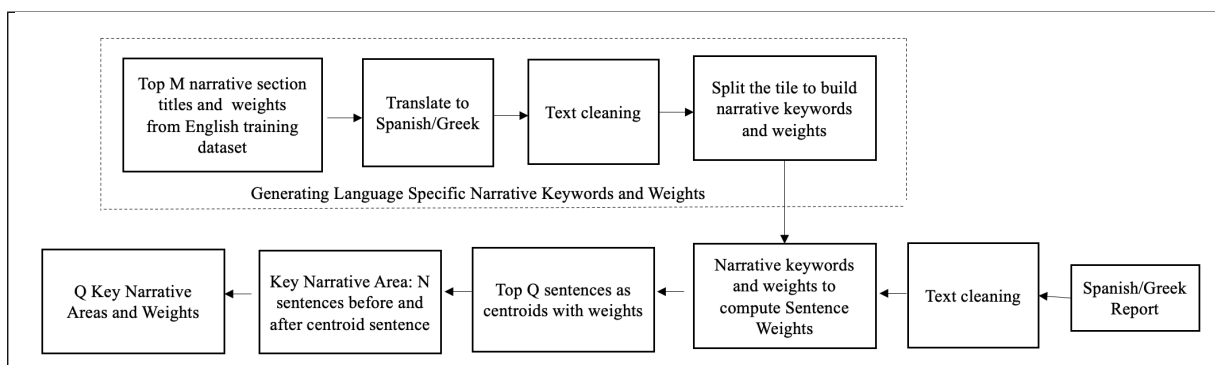 Top M narrative section
titles and weights
from English training
dataset
Translate to
Spanish/Greek
Text cleaning
Split the tile to build
narrative keywords
and weights
Generating Language Specific Narrative Keywords and Weights
Q Key Narrative
Areas and Weights
Key Narrative Area: N
sentences before and
after centroid sentence
Top Q sentences as
centroids with weights
Narrative keywords
and weights to
compute Sentence
Weights
Text cleaning
Spanish/Greek
Report